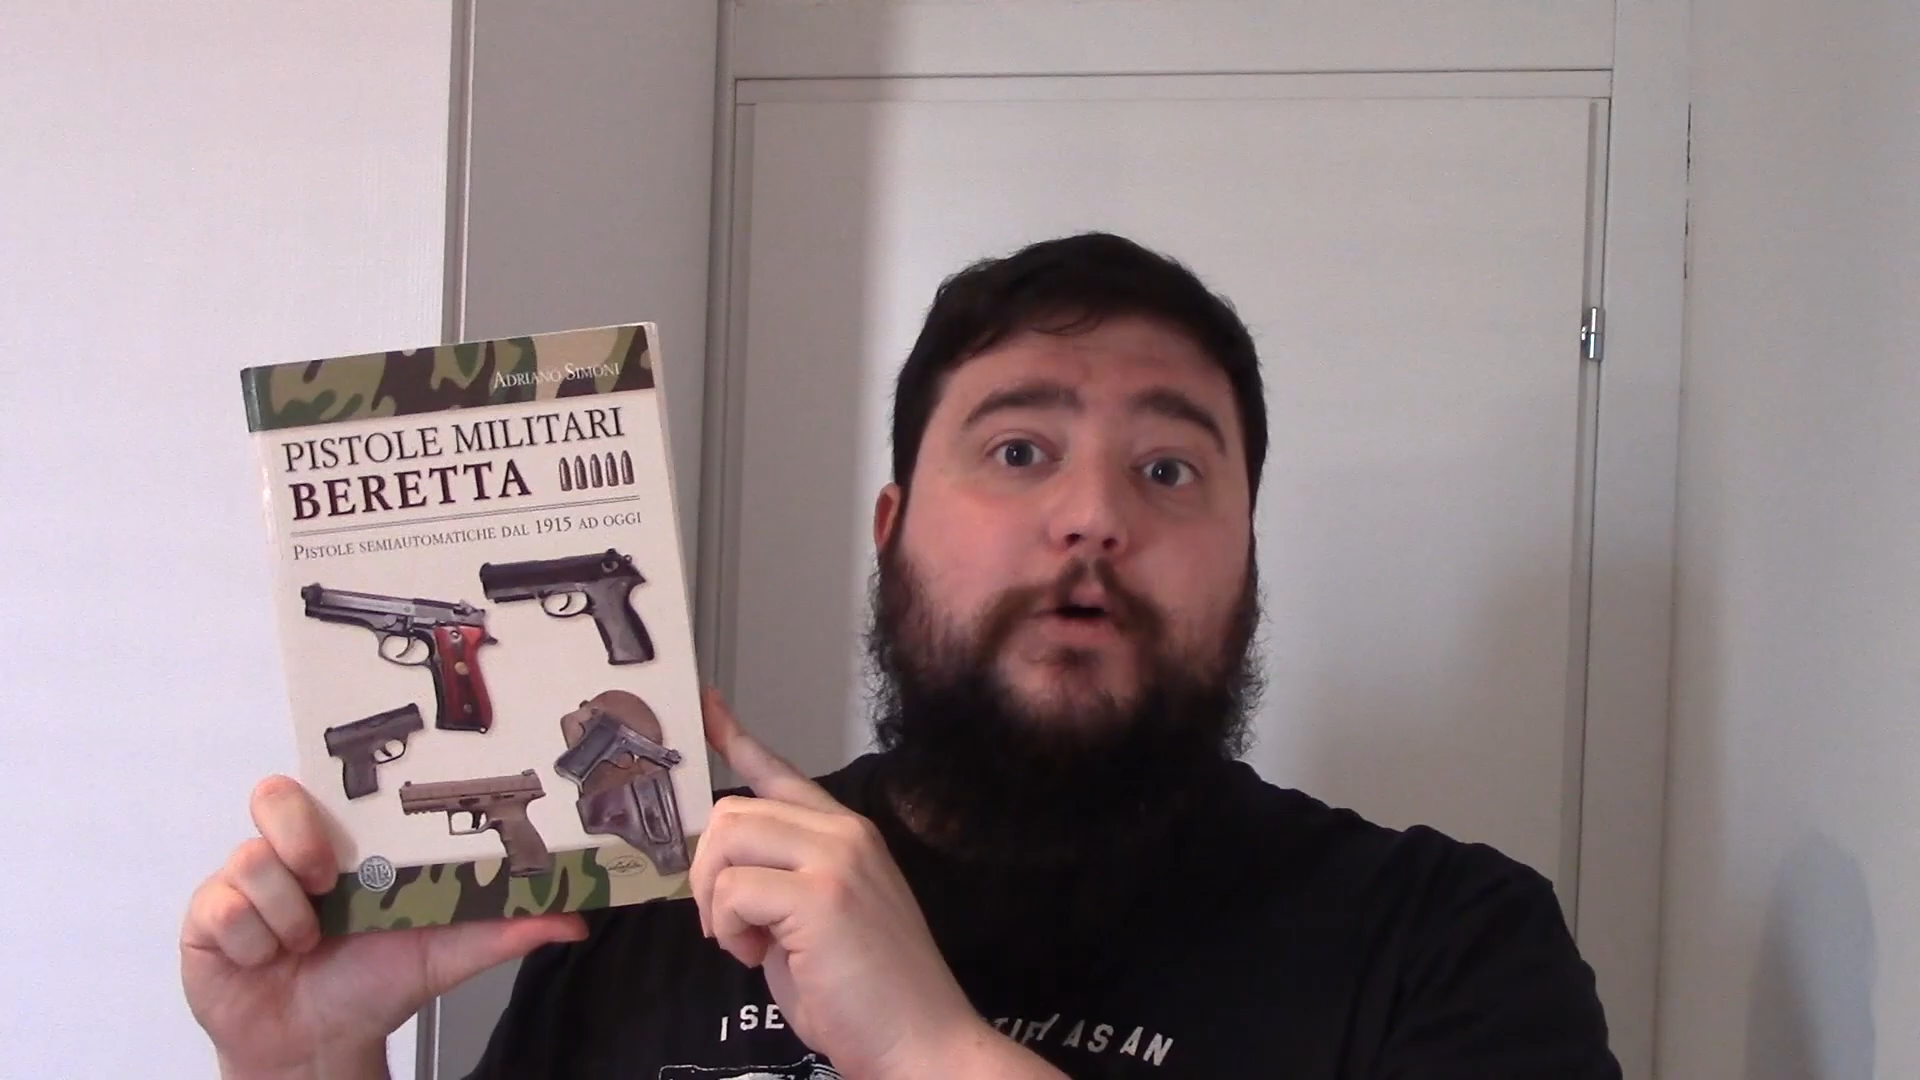 ADRIANO SIMONI
PISTOLE MILITARI
BERETTA
PISTOLE SEMIAUTOMATICHE DAL 1915 AD OGGI
I AS AN